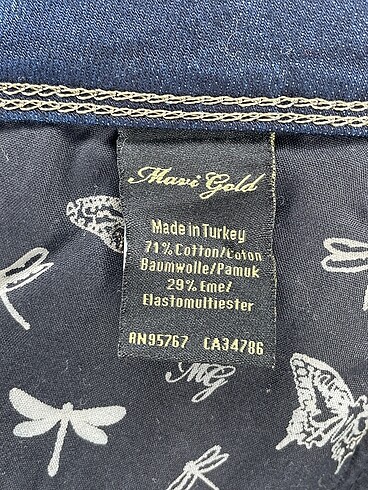 Mavi Gold
Made in Turkey
71% Cotton/Coton
Baumwolle/Pamuk
29% Eme/
Elastomultiester
RN95767 CA34786
MG